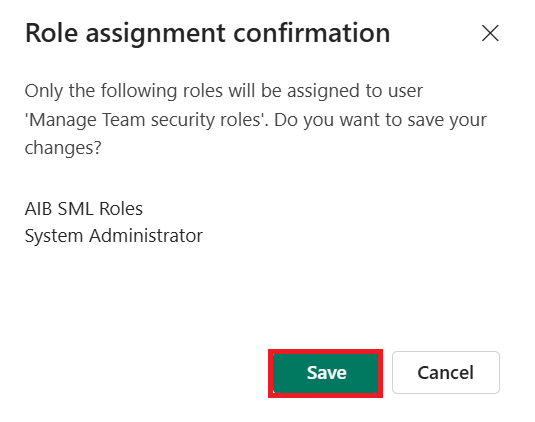 Role assignment confirmation
Only the following roles will be assigned to user
'Manage Team security roles'. Do you want to save your
changes?
AIB SML Roles
System Administrator
Save
Cancel